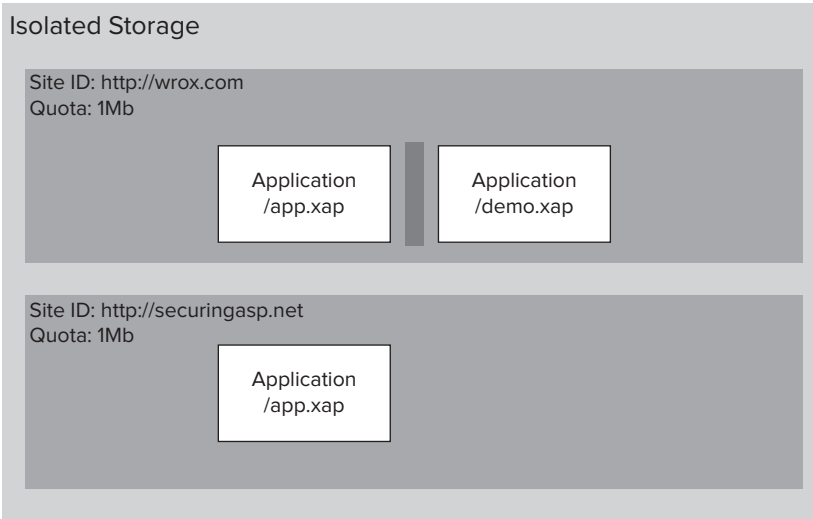 Isolated Storage
Site ID: http://wrox.com
Quota: 1Mb
Application
/app.xap
Application
/demo.xap
Site ID: http://securingasp.net
Quota: 1Mb
Application
/app.xap